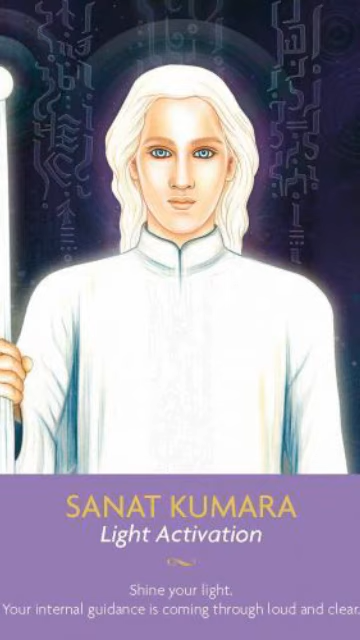 SANAT KUMARA
Light Activation
Shine your light.
Your internal guidance is coming through loud and clear.